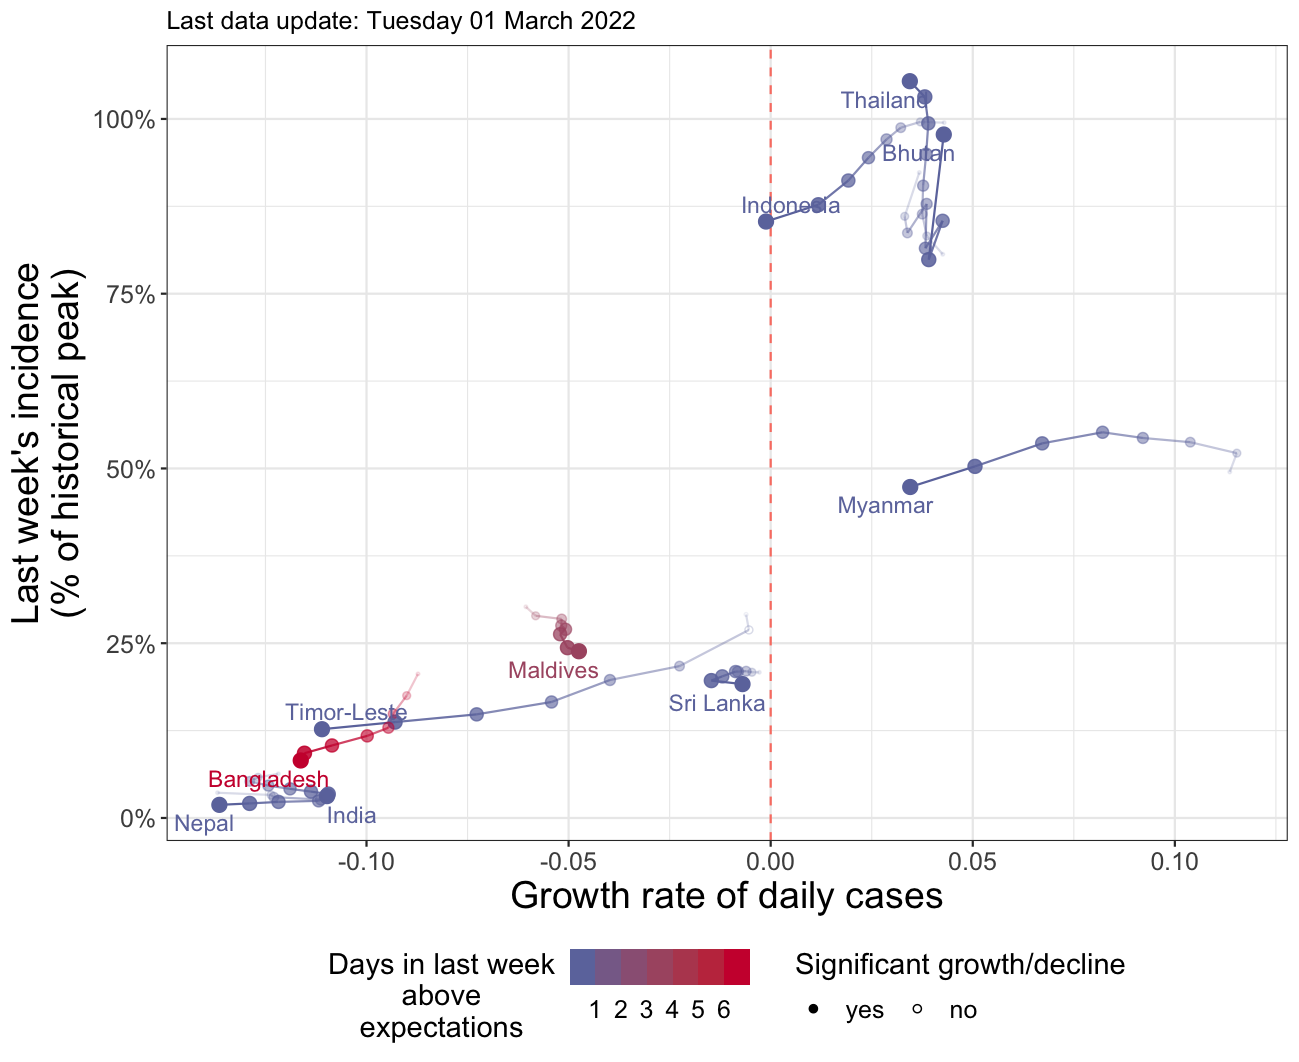 Last data update: Tuesday 01 March 2022
Last week's incidence
(% of historical peak)
100%
75%
50%
25%
0%
Thailand
Bhutan
Indonesia
Myanmar
Maldives
Sri Lanka
Timor-Leste
Bangladesh
India
Nepal
-0.10
-0.05
0.00
0.05
0.10
Growth rate of daily cases
Days in last week
above
expectations
1 2 3 4 5 6
Significant growth/decline
yes no